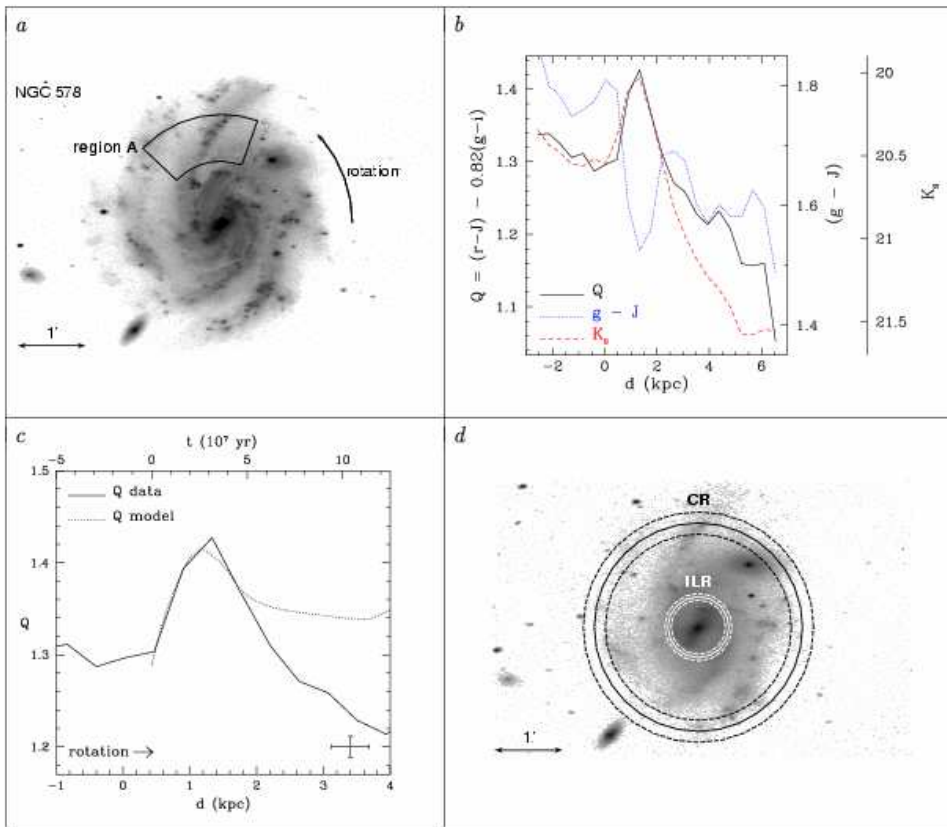 a
NGC 578
region A
rotation
1'
b
1.4
1.3
1.2
1.1
Q = (r-J) - 0.82(g-i)
Q
g - J
K_s
-2
0
2
4
6
d (kpc)
1.8
1.6
1.4
(g - J)
20
20.5
21
21.5
K_s
c
t (10⁷ yr)
-5
0
5
10
1.5
1.4
1.3
1.2
Q
Q data
Q model
rotation →
-1
0
1
2
3
4
d (kpc)
d
CR
ILR
1'